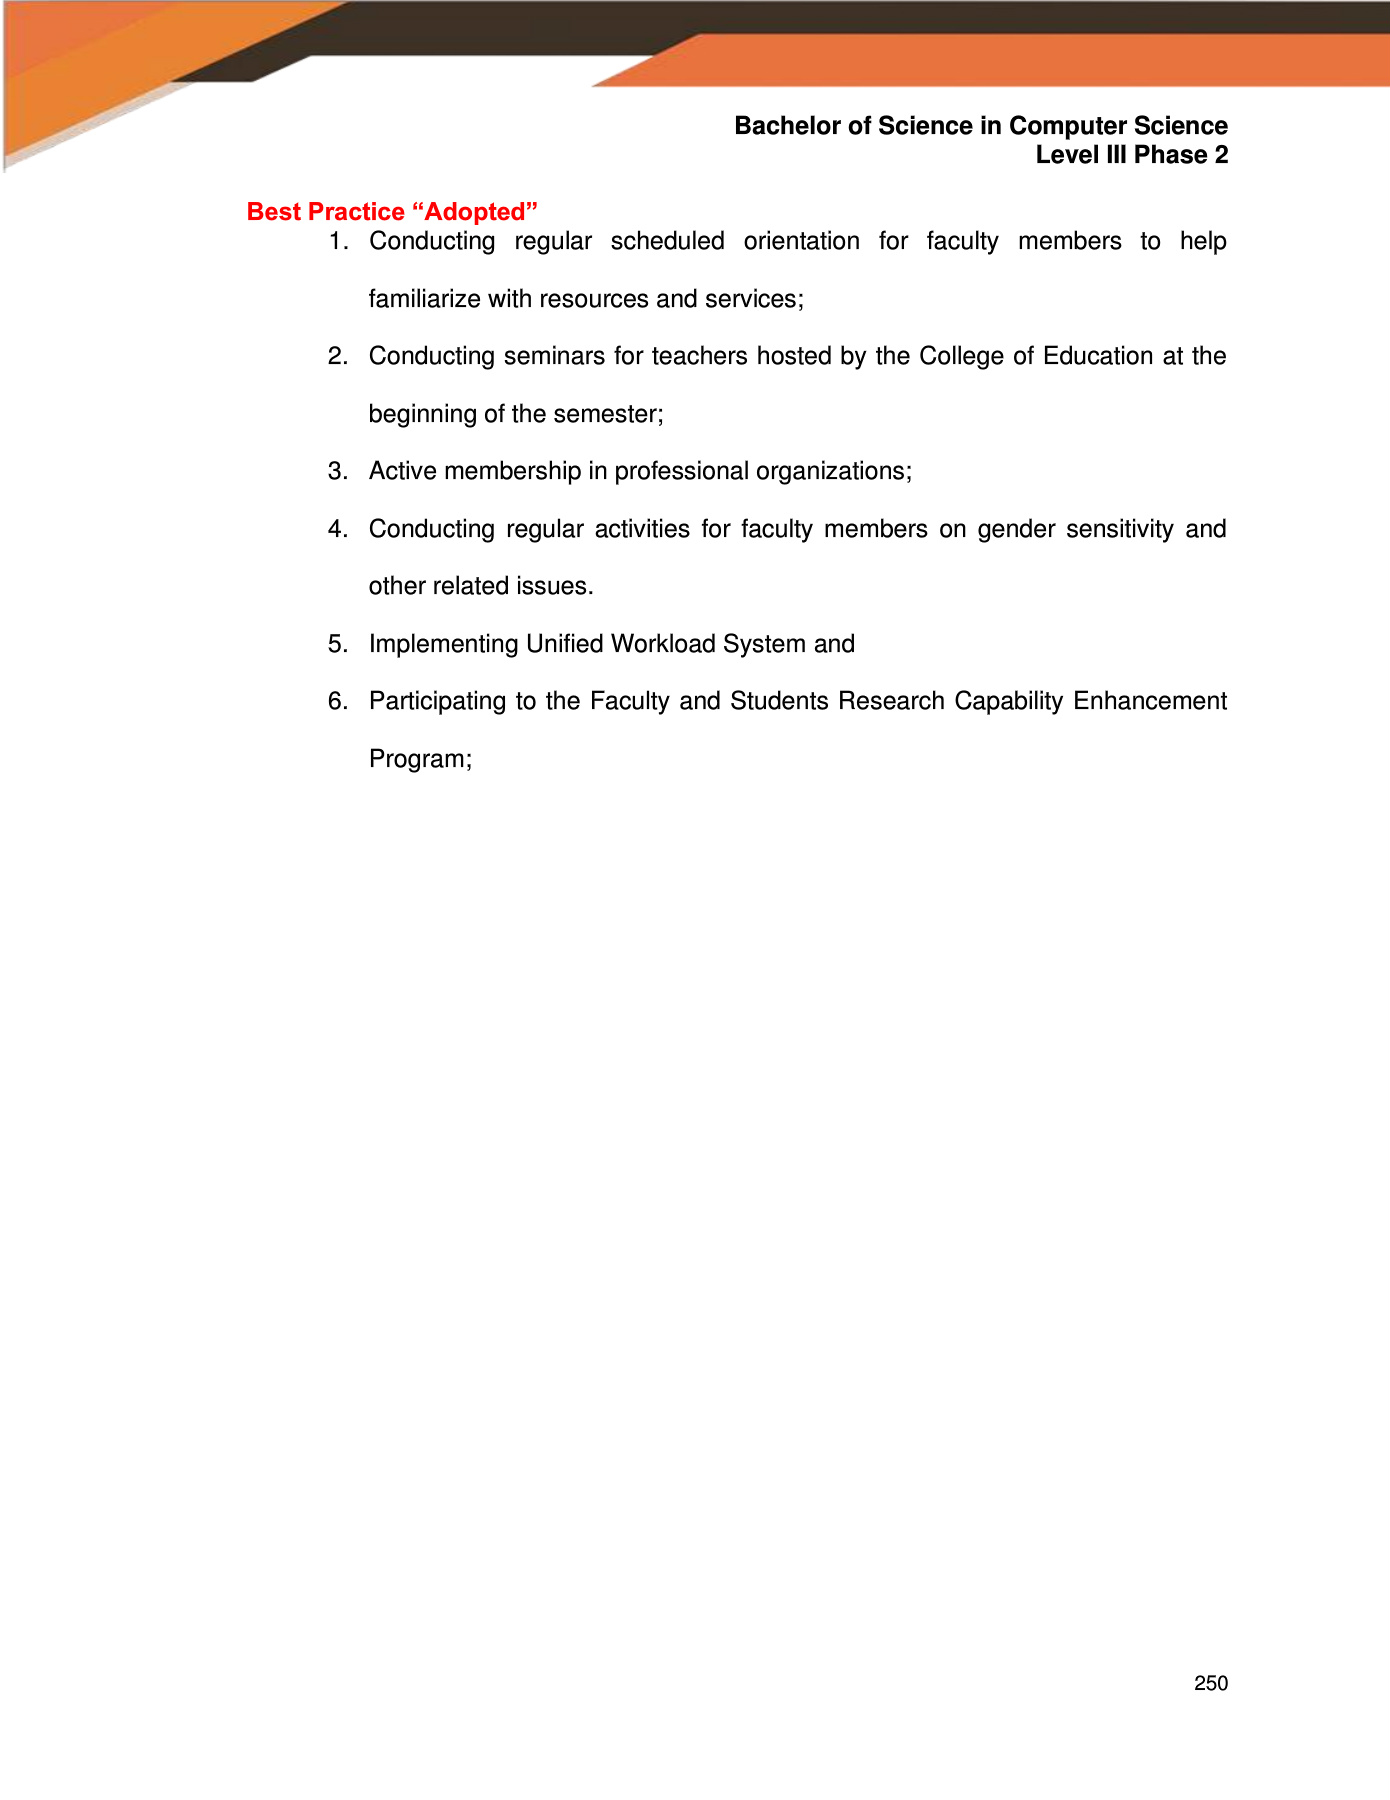 Bachelor of Science in Computer Science
Level III Phase 2
Best Practice “Adopted”
1. Conducting regular scheduled orientation for faculty members to help
familiarize with resources and services;
2. Conducting seminars for teachers hosted by the College of Education at the
beginning of the semester;
3. Active membership in professional organizations;
4. Conducting regular activities for faculty members on gender sensitivity and
other related issues.
5. Implementing Unified Workload System and
6. Participating to the Faculty and Students Research Capability Enhancement
Program;
250